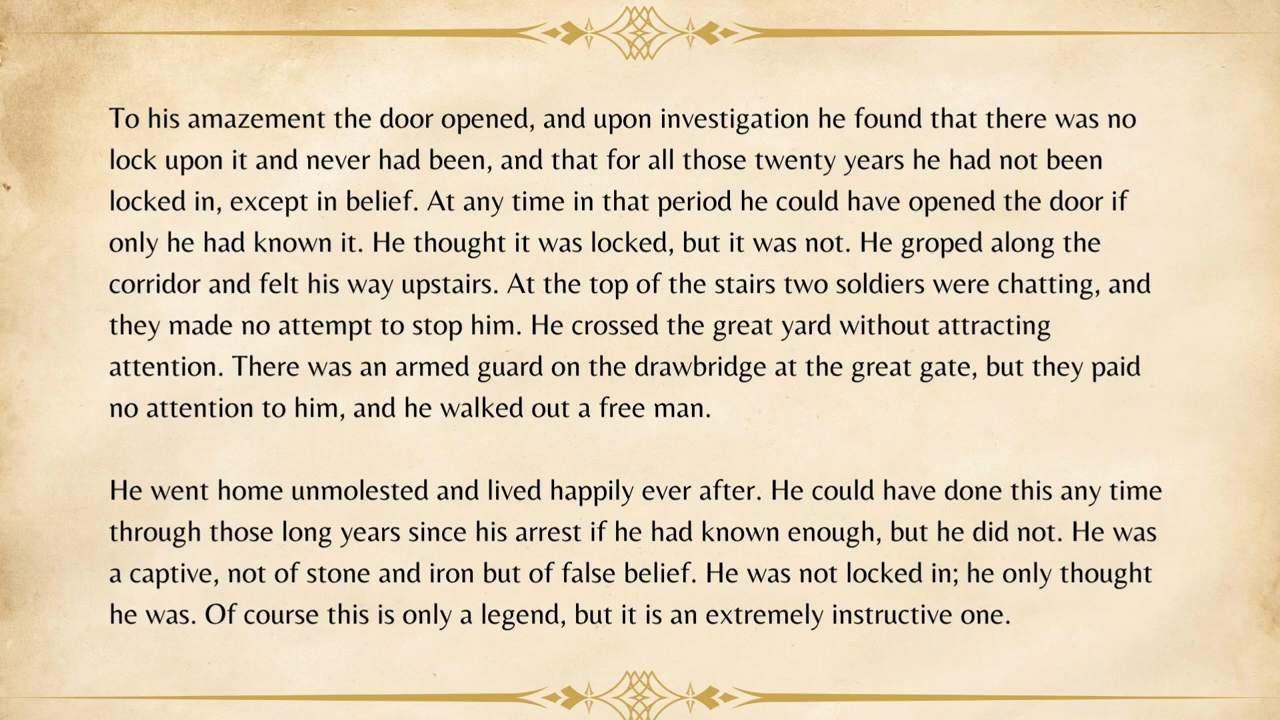 To his amazement the door opened, and upon investigation he found that there was no
lock upon it and never had been, and that for all those twenty years he had not been
locked in, except in belief. At any time in that period he could have opened the door if
only he had known it. He thought it was locked, but it was not. He groped along the
corridor and felt his way upstairs. At the top of the stairs two soldiers were chatting, and
they made no attempt to stop him. He crossed the great yard without attracting
attention. There was an armed guard on the drawbridge at the great gate, but they paid
no attention to him, and he walked out a free man.
He went home unmolested and lived happily ever after. He could have done this any time
through those long years since his arrest if he had known enough, but he did not. He was
a captive, not of stone and iron but of false belief. He was not locked in; he only thought
he was. Of course this is only a legend, but it is an extremely instructive one.